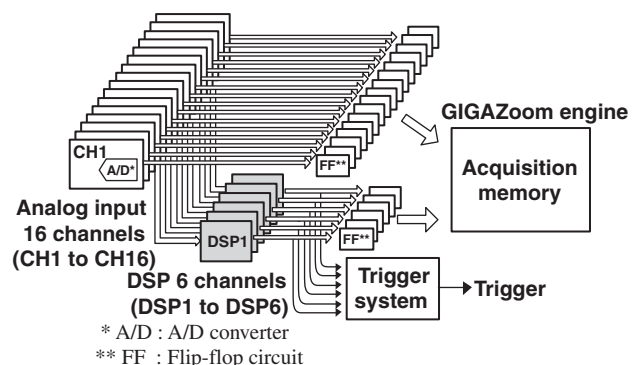 GIGAZoom engine
CH1
A/D*
FF**
Acquisition
memory
Analog input
16 channels
(CH1 to CH16)
DSP1
FF**
DSP 6 channels
(DSP1 to DSP6)
Trigger
system
Trigger
* A/D : A/D converter
** FF : Flip-flop circuit